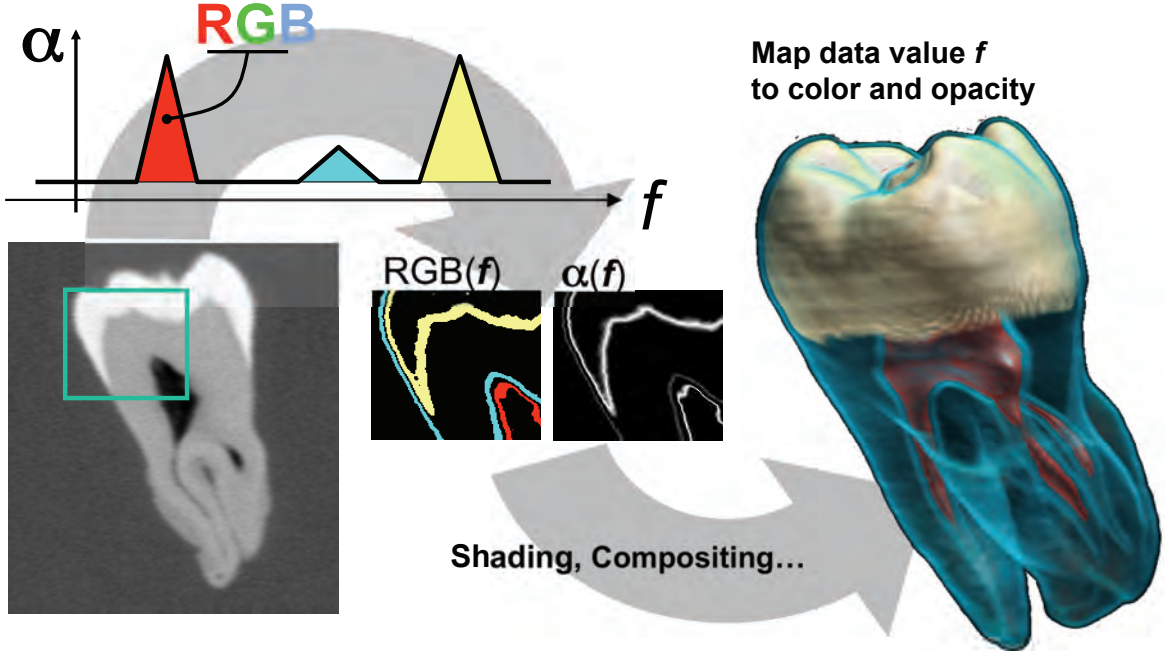 α
RGB
f
Map data value f
to color and opacity
RGB(f)
α(f)
Shading, Compositing...